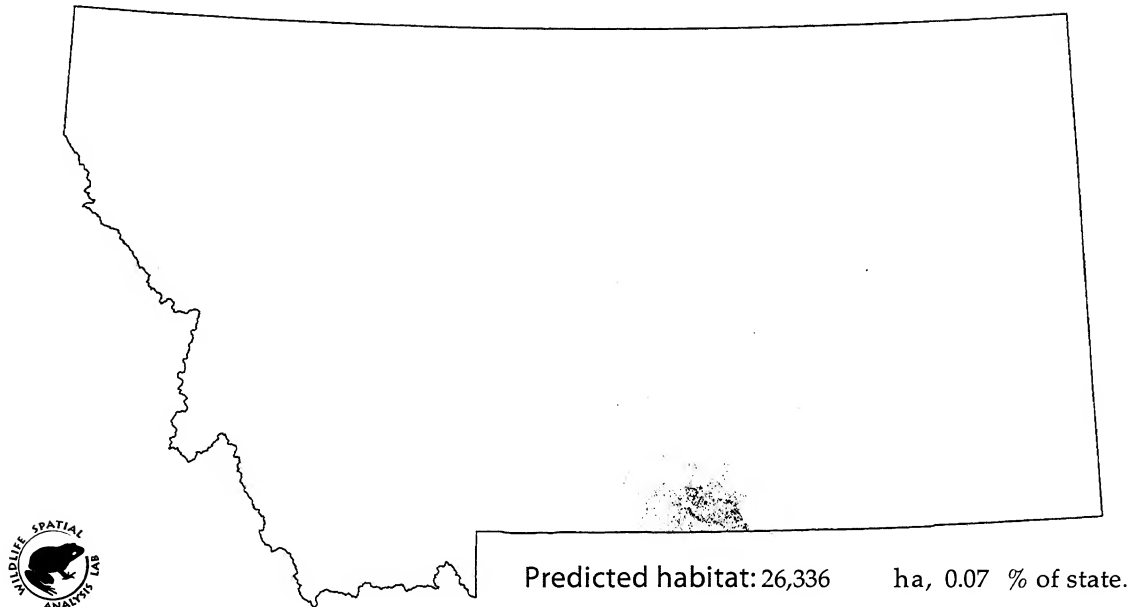 Predicted habitat: 26,336 ha, 0.07 % of state.
WILDLIFE SPATIAL ANALYSIS LAB